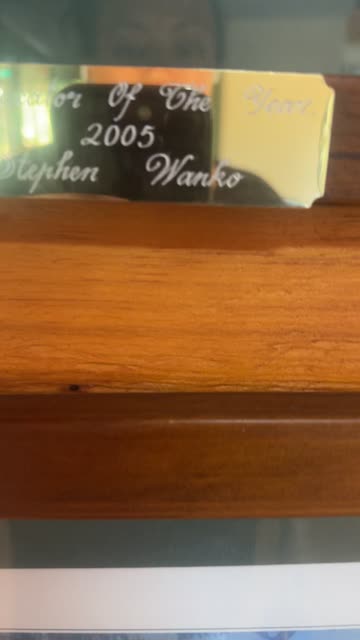 Of The Year
2005
Stephen Wanko